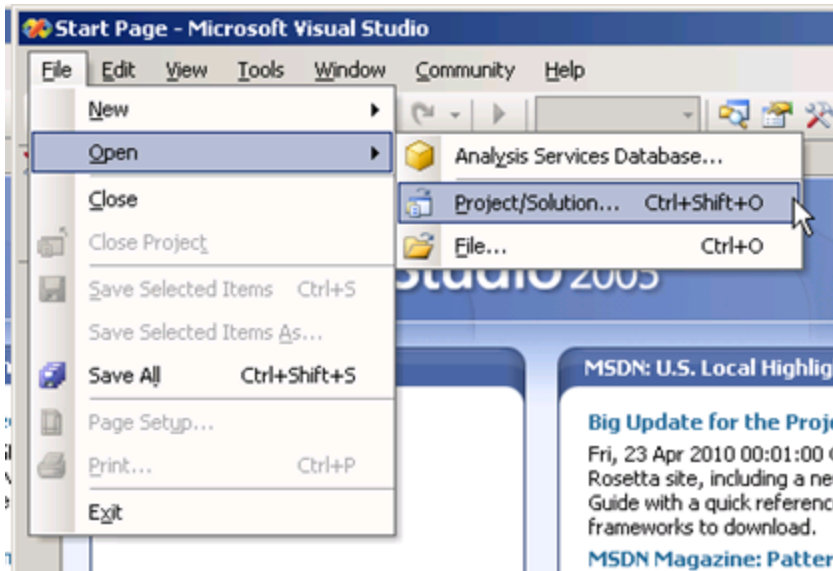 Start Page - Microsoft Visual Studio
File Edit View Tools Window Community Help
New
Open
Analysis Services Database...
Close
Project/Solution... Ctrl+Shift+O
Close Project
File... Ctrl+O
Studio 2005
Save Selected Items Ctrl+S
Save Selected Items As...
Save All Ctrl+Shift+S
MSDN: U.S. Local Highlig
Page Setup...
Big Update for the Proje
Fri, 23 Apr 2010 00:01:00
Print... Ctrl+P
Rosetta site, including a ne
Guide with a quick referenc
Exit
frameworks to download.
MSDN Magazine: Patter